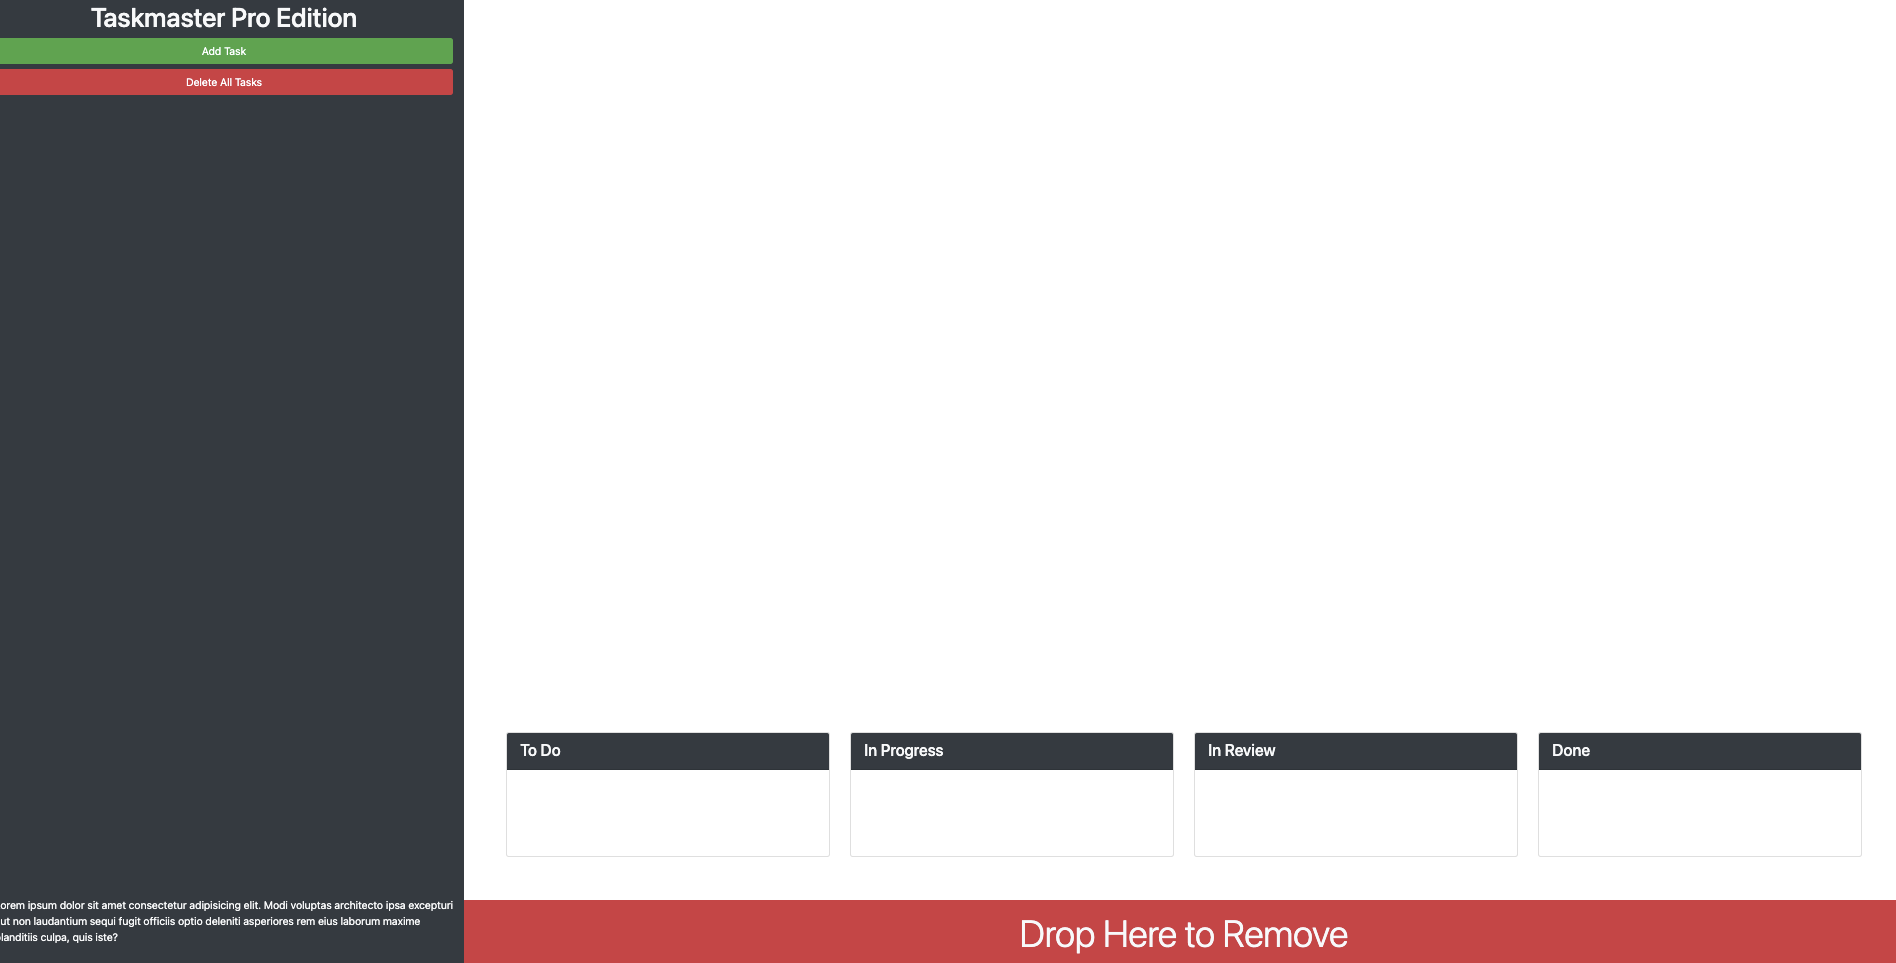 Taskmaster Pro Edition
Add Task
Delete All Tasks
orem ipsum dolor sit amet consectetur adipisicing elit. Modi voluptas architecto ipsa excepturi
ut non laudantium sequi fugit officiis optio deleniti asperiores rem eius laborum maxime
landitiis culpa, quis iste?
To Do
In Progress
In Review
Done
Drop Here to Remove